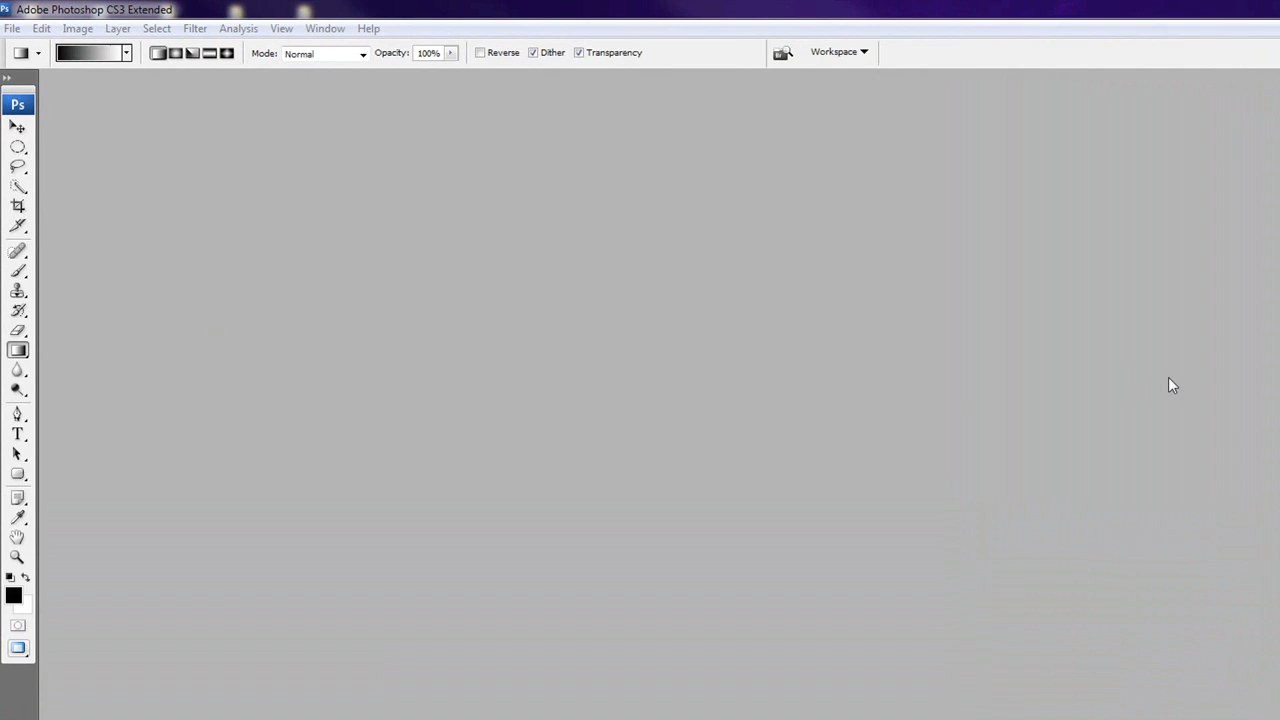 Ps Adobe Photoshop CS3 Extended
File Edit Image Layer Select Filter Analysis View Window Help
Mode: Normal Opacity: 100% Reverse Dither Transparency Workspace
Ps
T